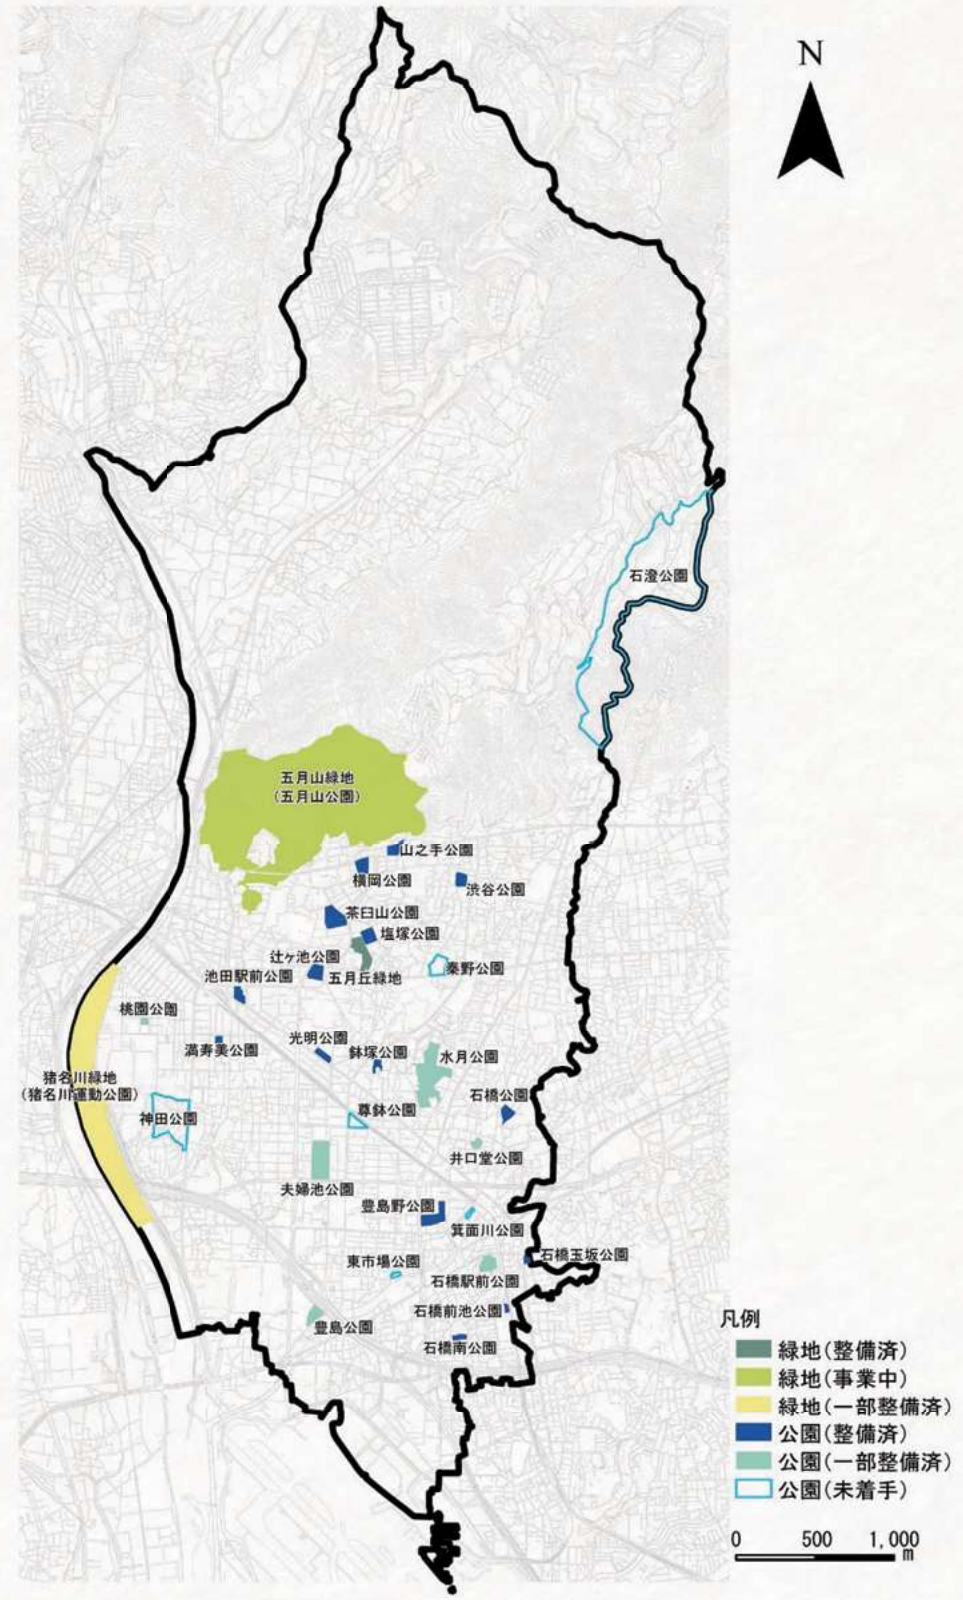 N
石澄公園
五月山緑地
(五月山公園)
山之手公園
横岡公園
渋谷公園
茶臼山公園
塩塚公園
辻ヶ池公園
五月丘緑地
秦野公園
池田駅前公園
桃園公園
満寿美公園
光明公園
鉢塚公園
水月公園
猪名川緑地
(猪名川運動公園)
神田公園
尊鉢公園
石橋公園
井口堂公園
夫婦池公園
豊島野公園
箕面川公園
東市場公園
石橋玉坂公園
石橋駅前公園
石橋前池公園
豊島公園
石橋南公園
凡例
緑地(整備済)
緑地(事業中)
緑地(一部整備済)
公園(整備済)
公園(一部整備済)
公園(未着手)
0 500 1,000
m